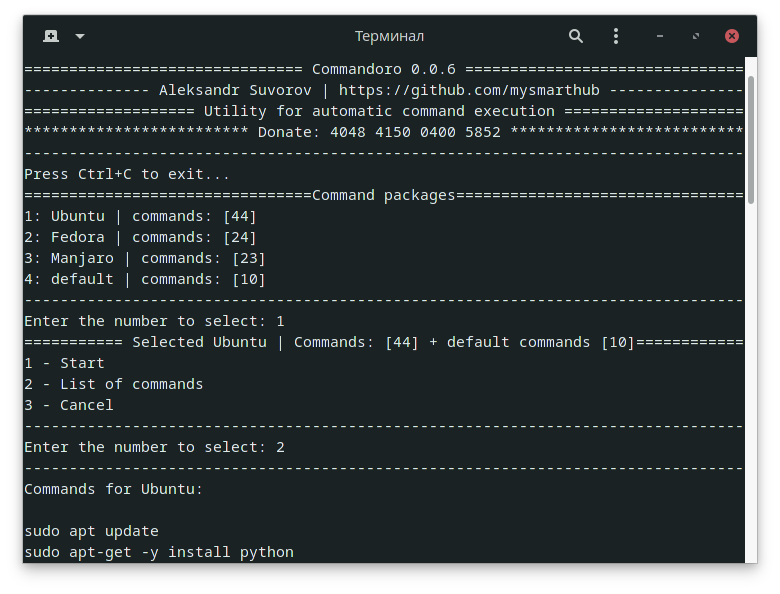 Терминал
=============================== Commandoro 0.0.6 ===============================
-------------- Aleksandr Suvorov | https://github.com/mysmarthub ---------------
=================== Utility for automatic command execution ====================
************************* Donate: 4048 4150 0400 5852 **************************
--------------------------------------------------------------------------------
Press Ctrl+C to exit...
================================Command packages================================
1: Ubuntu | commands: [44]
2: Fedora | commands: [24]
3: Manjaro | commands: [23]
4: default | commands: [10]
--------------------------------------------------------------------------------
Enter the number to select: 1
=========== Selected Ubuntu | Commands: [44] + default commands [10]============
1 - Start
2 - List of commands
3 - Cancel
--------------------------------------------------------------------------------
Enter the number to select: 2
--------------------------------------------------------------------------------
Commands for Ubuntu:
sudo apt update
sudo apt-get -y install python